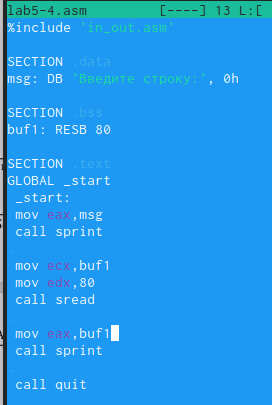 lab5-4.asm [----] 13 L:[
%include 'in_out.asm'
SECTION .data
msg: DB 'Введите строку:', 0h
SECTION .bss
buf1: RESB 80
SECTION .text
GLOBAL _start
_start:
mov eax,msg
call sprint
mov ecx,buf1
mov edx,80
call sread
mov eax,buf1
call sprint
call quit